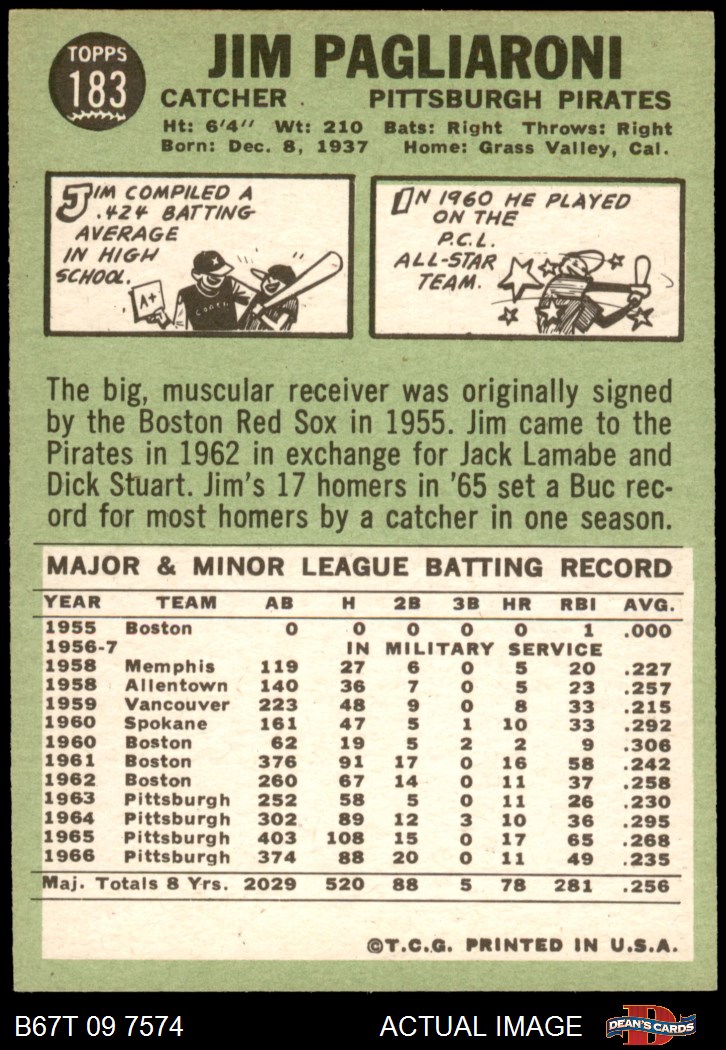 TOPPS
183
JIM PAGLIARONI
CATCHER . PITTSBURGH PIRATES
Ht: 6'4" Wt: 210 Bats: Right Throws: Right
Born: Dec. 8, 1937 Home: Grass Valley, Cal.
JIM COMPILED A
.424 BATTING
AVERAGE
IN HIGH
SCHOOL.
A+
COACH
IN 1960 HE PLAYED
ON THE
P.C.L.
ALL-STAR
TEAM.
The big, muscular receiver was originally signed
by the Boston Red Sox in 1955. Jim came to the
Pirates in 1962 in exchange for Jack Lamabe and
Dick Stuart. Jim's 17 homers in '65 set a Buc rec-
ord for most homers by a catcher in one season.
MAJOR & MINOR LEAGUE BATTING RECORD
YEAR TEAM AB H 2B 3B HR RBI AVG.
1955 Boston 0 0 0 0 0 1 .000
1956-7 IN MILITARY SERVICE
1958 Memphis 119 27 6 0 5 20 .227
1958 Allentown 140 36 7 0 5 23 .257
1959 Vancouver 223 48 9 0 8 33 .215
1960 Spokane 161 47 5 1 10 33 .292
1960 Boston 62 19 5 2 2 9 .306
1961 Boston 376 91 17 0 16 58 .242
1962 Boston 260 67 14 0 11 37 .258
1963 Pittsburgh 252 58 5 0 11 26 .230
1964 Pittsburgh 302 89 12 3 10 36 .295
1965 Pittsburgh 403 108 15 0 17 65 .268
1966 Pittsburgh 374 88 20 0 11 49 .235
Maj. Totals 8 Yrs. 2029 520 88 5 78 281 .256
©T.C.G. PRINTED IN U.S.A.
B67T 09 7574 ACTUAL IMAGE
D
DEAN'S CARDS